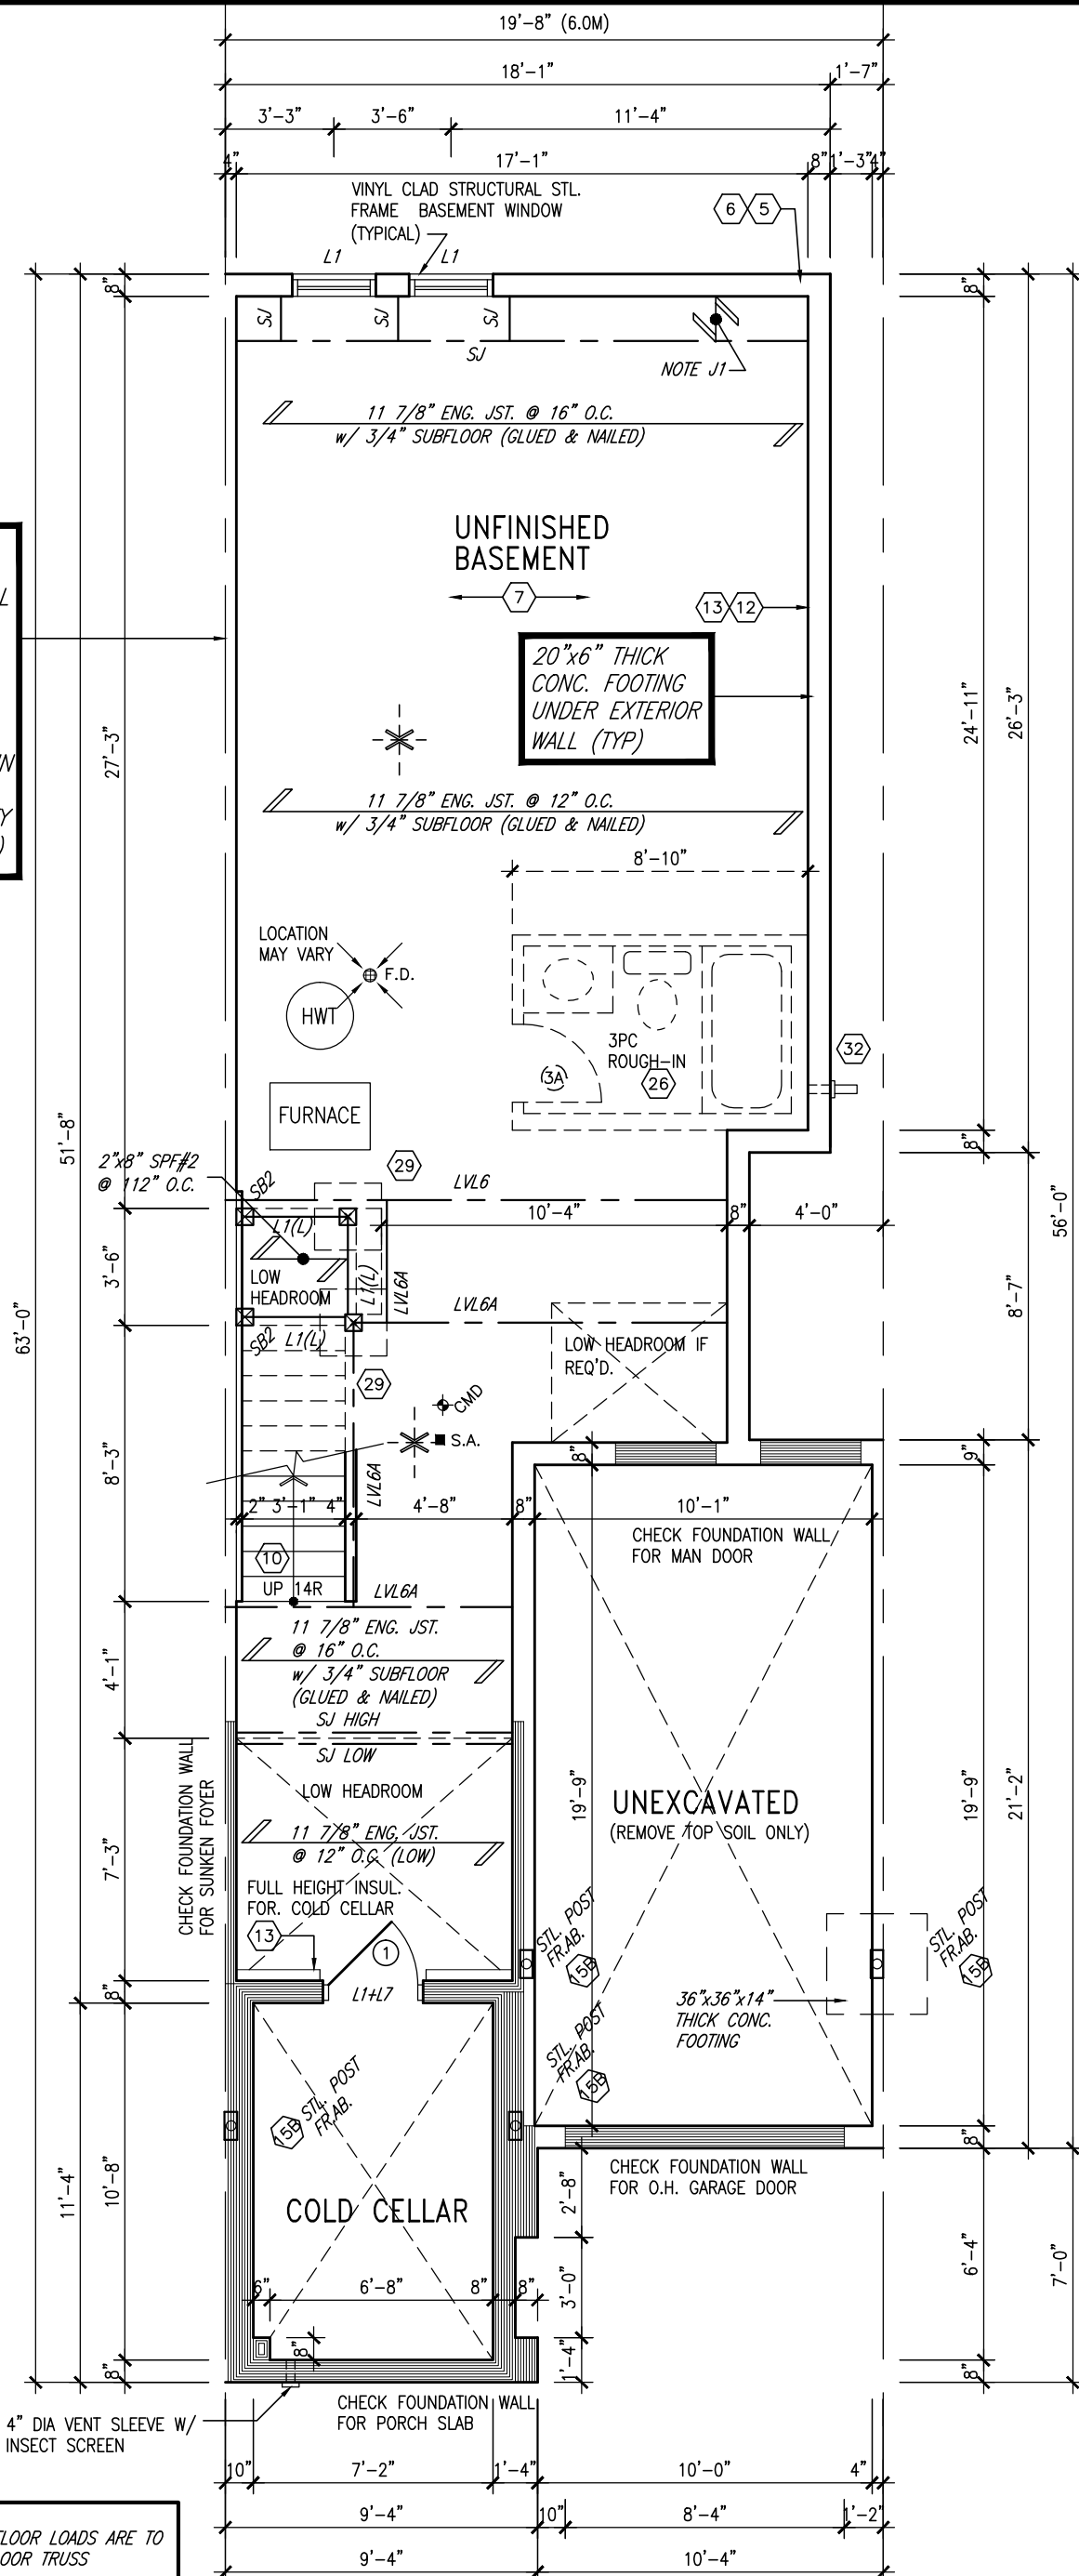 19'-8" (6.0M)
18'-1"
1'-7"
3'-3"
3'-6"
11'-4"
4"
17'-1"
8"
1'-3"
4"
VINYL CLAD STRUCTURAL STL.
FRAME BASEMENT WINDOW
(TYPICAL)
6
5
L1
L1
8"
8"
SJ
SJ
SJ
SJ
NOTE J1
11 7/8" ENG. JST. @ 16" O.C.
w/ 3/4" SUBFLOOR (GLUED & NAILED)
UNFINISHED
BASEMENT
7
13
12
20"x6" THICK
CONC. FOOTING
UNDER EXTERIOR
WALL (TYP)
27'-3"
24'-11"
26'-3"
11 7/8" ENG. JST. @ 12" O.C.
w/ 3/4" SUBFLOOR (GLUED & NAILED)
8'-10"
LOCATION
MAY VARY
F.D.
HWT
3PC
ROUGH-IN
3A
26
32
FURNACE
51'-8"
8"
2"x8" SPF#2
@ 112" O.C.
SB2
29
LVL6
10'-4"
8"
4'-0"
56'-0"
L1(L)
3'-6"
LOW
HEADROOM
L1(L)
LVL6A
LVL6A
63'-0"
8'-7"
SB2
L1(L)
LOW HEADROOM IF
REQ'D.
29
CMD
S.A.
8'-3"
LVL6A
8"
9"
2"
3'-1"
4"
4'-8"
8"
10'-1"
CHECK FOUNDATION WALL
FOR MAN DOOR
10
UP 14R
LVL6A
11 7/8" ENG. JST.
@ 16" O.C.
w/ 3/4" SUBFLOOR
(GLUED & NAILED)
4'-1"
SJ HIGH
SJ LOW
CHECK FOUNDATION WALL
FOR SUNKEN FOYER
LOW HEADROOM
UNEXCAVATED
(REMOVE TOP SOIL ONLY)
19'-9"
19'-9"
21'-2"
7'-3"
11 7/8" ENG. JST.
@ 12" O.C. (LOW)
FULL HEIGHT INSUL.
FOR. COLD CELLAR
13
1
STL. POST
FR.AB.
15B
STL. POST
FR.AB.
15B
8"
L1+L7
36"x36"x14"
THICK CONC.
FOOTING
STL. POST
FR.AB.
15B
STL. POST
FR.AB.
15B
8"
CHECK FOUNDATION WALL
FOR O.H. GARAGE DOOR
11'-4"
10'-8"
2'-8"
COLD CELLAR
6'-4"
7'-0"
6"
6'-8"
8"
8"
3'-0"
8"
1'-4"
8"
8"
4" DIA VENT SLEEVE W/
INSECT SCREEN
CHECK FOUNDATION WALL
FOR PORCH SLAB
10"
7'-2"
1'-4"
10'-0"
4"
9'-4"
10"
8'-4"
1'-2"
9'-4"
10'-4"
FLOOR LOADS ARE TO
OOR TRUSS